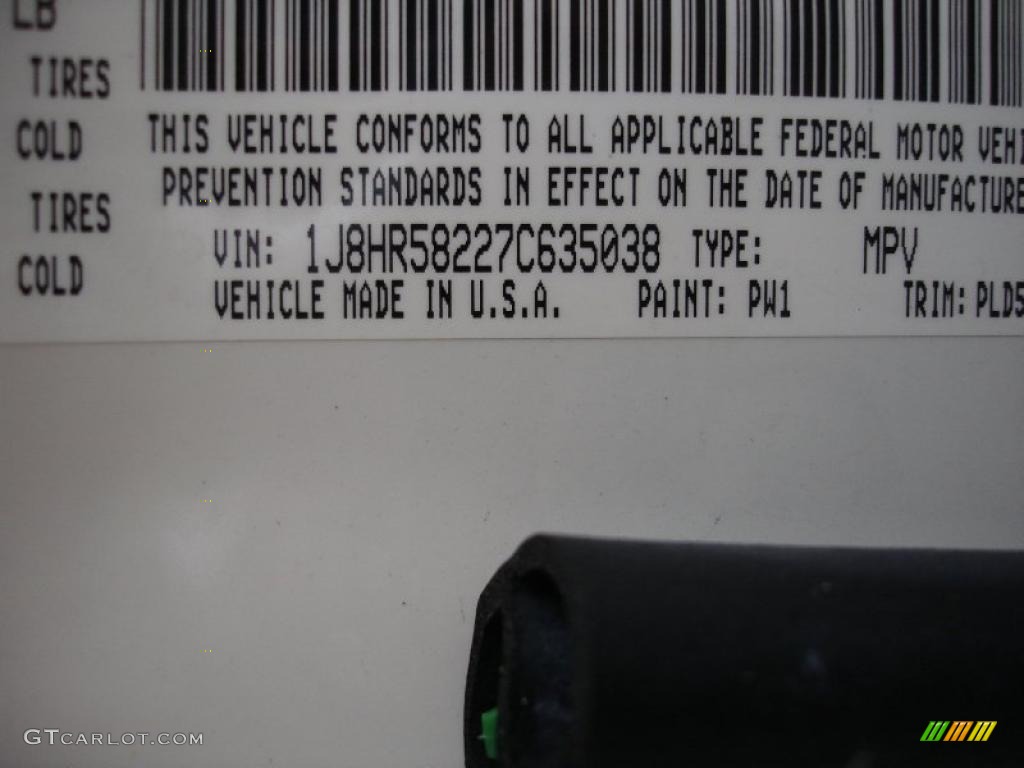 LB
TIRES
COLD
TIRES
COLD
THIS VEHICLE CONFORMS TO ALL APPLICABLE FEDERAL MOTOR VEHI
PREVENTION STANDARDS IN EFFECT ON THE DATE OF MANUFACTURE
VIN: 1J8HR58227C635038 TYPE: MPV
VEHICLE MADE IN U.S.A. PAINT: PW1 TRIM: PLD5
GTCARLOT.COM